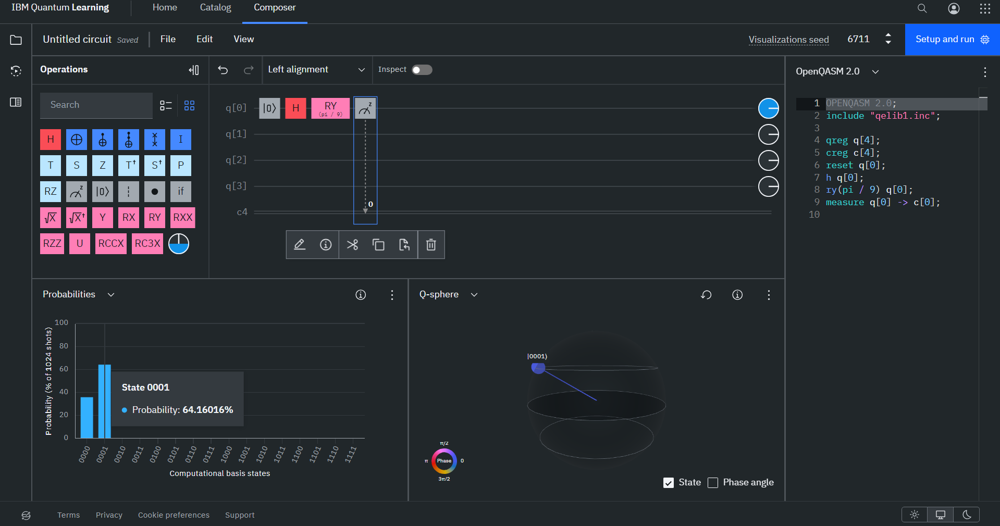 IBM Quantum Learning
Home
Catalog
Composer
Untitled circuit Saved
File
Edit
View
Visualizations seed
6711
Setup and run
Operations
Left alignment
Inspect
OpenQASM 2.0
Search
H
I
T
S
Z
T†
S†
P
RZ
z
|0⟩
if
√X
√X†
Y
RX
RY
RXX
RZZ
U
RCCX
RC3X
q[0]
|0⟩
H
RY
(pi / 9)
z
q[1]
q[2]
q[3]
c4
0
1 OPENQASM 2.0;
2 include "qelib1.inc";
3
4 qreg q[4];
5 creg c[4];
6 reset q[0];
7 h q[0];
8 ry(pi / 9) q[0];
9 measure q[0] -> c[0];
10
Probabilities
Probability (% of 1024 shots)
100
80
60
40
20
0
State 0001
Probability: 64.16016%
0000
0001
0010
0011
0100
0101
0110
0111
1000
1001
1010
1011
1100
1101
1110
1111
Computational basis states
Q-sphere
|0001⟩
π/2
π
Phase
0
3π/2
State
Phase angle
Terms
Privacy
Cookie preferences
Support